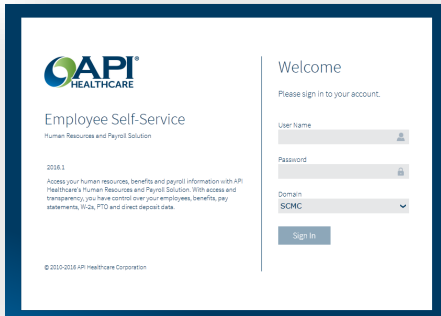 API®
HEALTHCARE
Employee Self-Service
Human Resources and Payroll Solution
2016.1
Access your human resources, benefits and payroll information with API
Healthcare's Human Resources and Payroll Solution. With access and
transparency, you have control over your employees, benefits, pay
statements, W-2s, PTO and direct deposit data.
© 2010-2016 API Healthcare Corporation
Welcome
Please sign in to your account.
User Name
Password
Domain
SCMC
Sign In